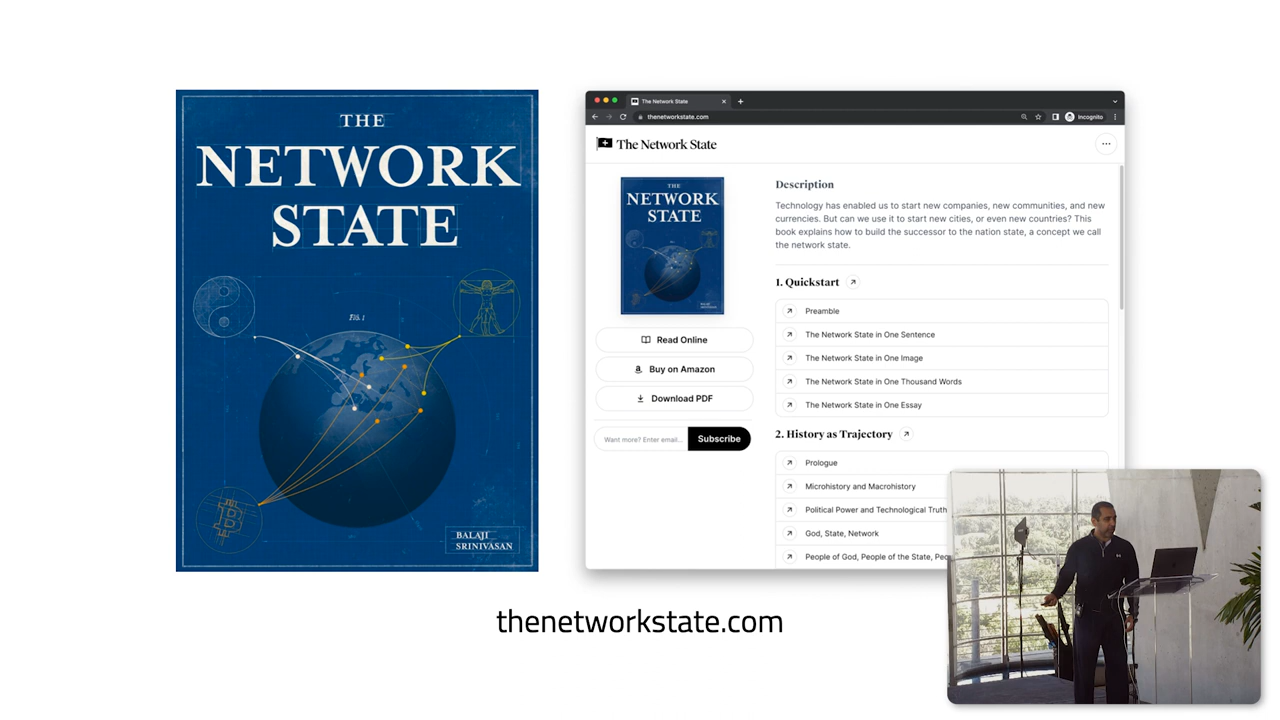 THE
NETWORK
STATE
FIG. 1
BALAJI
SRINIVASAN
The Network State
thenetworkstate.com
Incognito
The Network State
THE
NETWORK
STATE
Read Online
Buy on Amazon
Download PDF
Want more? Enter email...
Subscribe
Description
Technology has enabled us to start new companies, new communities, and new
currencies. But can we use it to start new cities, or even new countries? This
book explains how to build the successor to the nation state, a concept we call
the network state.
1. Quickstart
Preamble
The Network State in One Sentence
The Network State in One Image
The Network State in One Thousand Words
The Network State in One Essay
2. History as Trajectory
Prologue
Microhistory and Macrohistory
Political Power and Technological Truth
God, State, Network
People of God, People of the State,
thenetworkstate.com